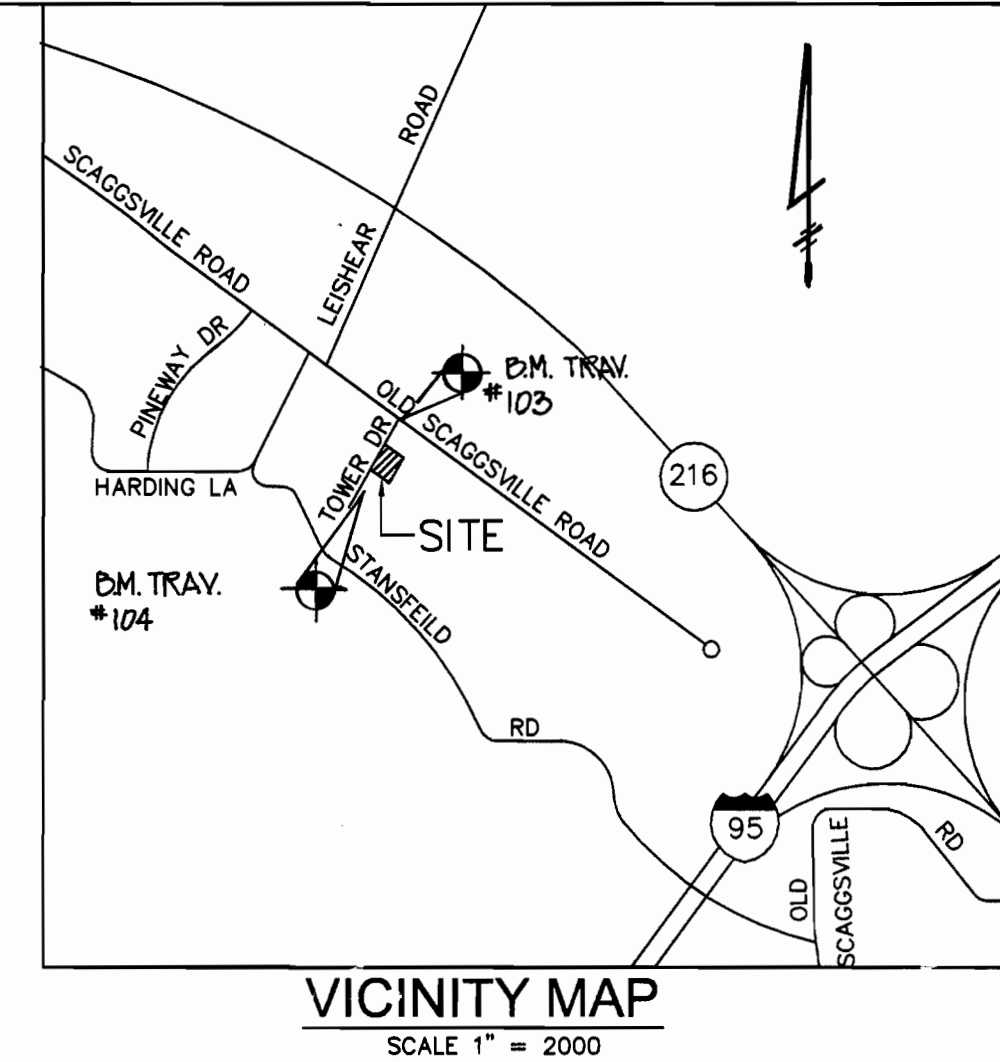 ROAD
SCAGGSVILLE ROAD
LEISHEAR
PINEWAY DR
B.M. TRAV.
#103
OLD SCAGGSVILLE ROAD
TOWER DR
216
HARDING LA
SITE
STANSFEILD
B.M. TRAV.
#104
RD
95
OLD
SCAGGSVILLE
RD
VICINITY MAP
SCALE 1" = 2000